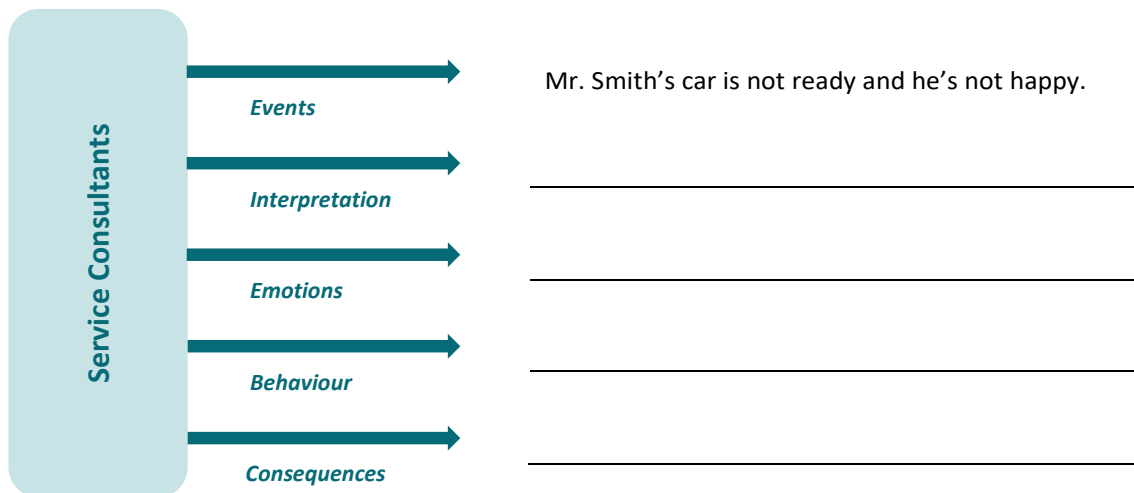 Service Consultants
Events
Mr. Smith’s car is not ready and he’s not happy.
Interpretation
Emotions
Behaviour
Consequences